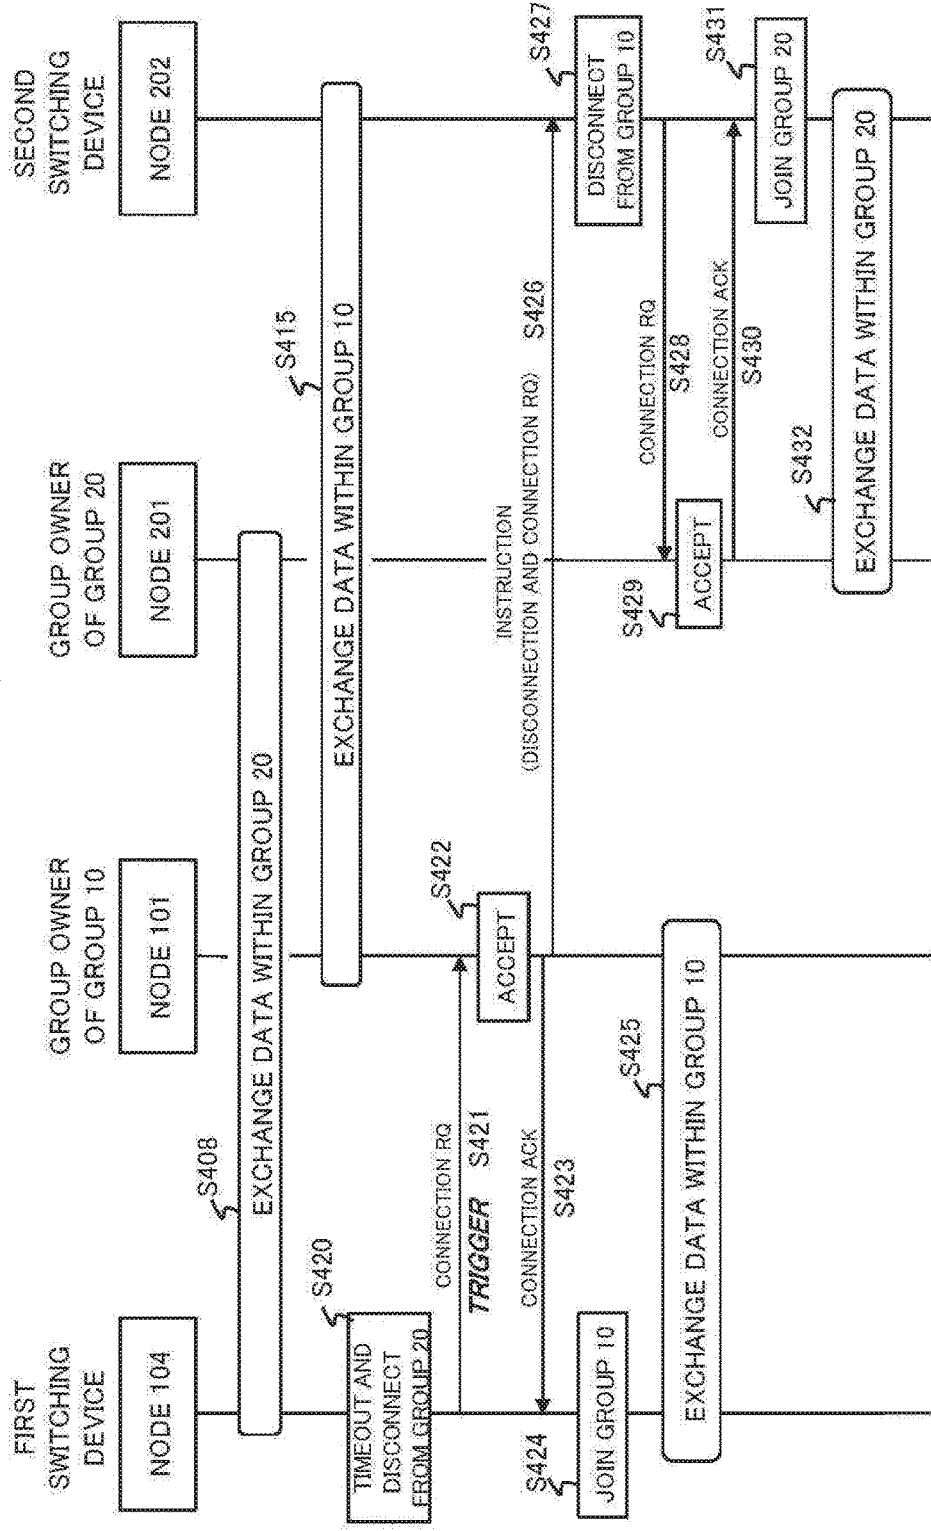 FIRST
SWITCHING
DEVICE
GROUP OWNER
OF GROUP 10
GROUP OWNER
OF GROUP 20
SECOND
SWITCHING
DEVICE
NODE 104
NODE 101
NODE 201
NODE 202
S408
EXCHANGE DATA WITHIN GROUP 20
S415
EXCHANGE DATA WITHIN GROUP 10
S420
TIMEOUT AND
DISCONNECT
FROM GROUP 20
CONNECTION RQ
TRIGGER S421
S422
ACCEPT
CONNECTION ACK
S423
INSTRUCTION
(DISCONNECTION AND CONNECTION RQ) S426
S424
JOIN GROUP 10
S427
DISCONNECT
FROM GROUP 10
S425
EXCHANGE DATA WITHIN GROUP 10
CONNECTION RQ
S428
S429
ACCEPT
CONNECTION ACK
S430
S431
JOIN GROUP 20
S432
EXCHANGE DATA WITHIN GROUP 20